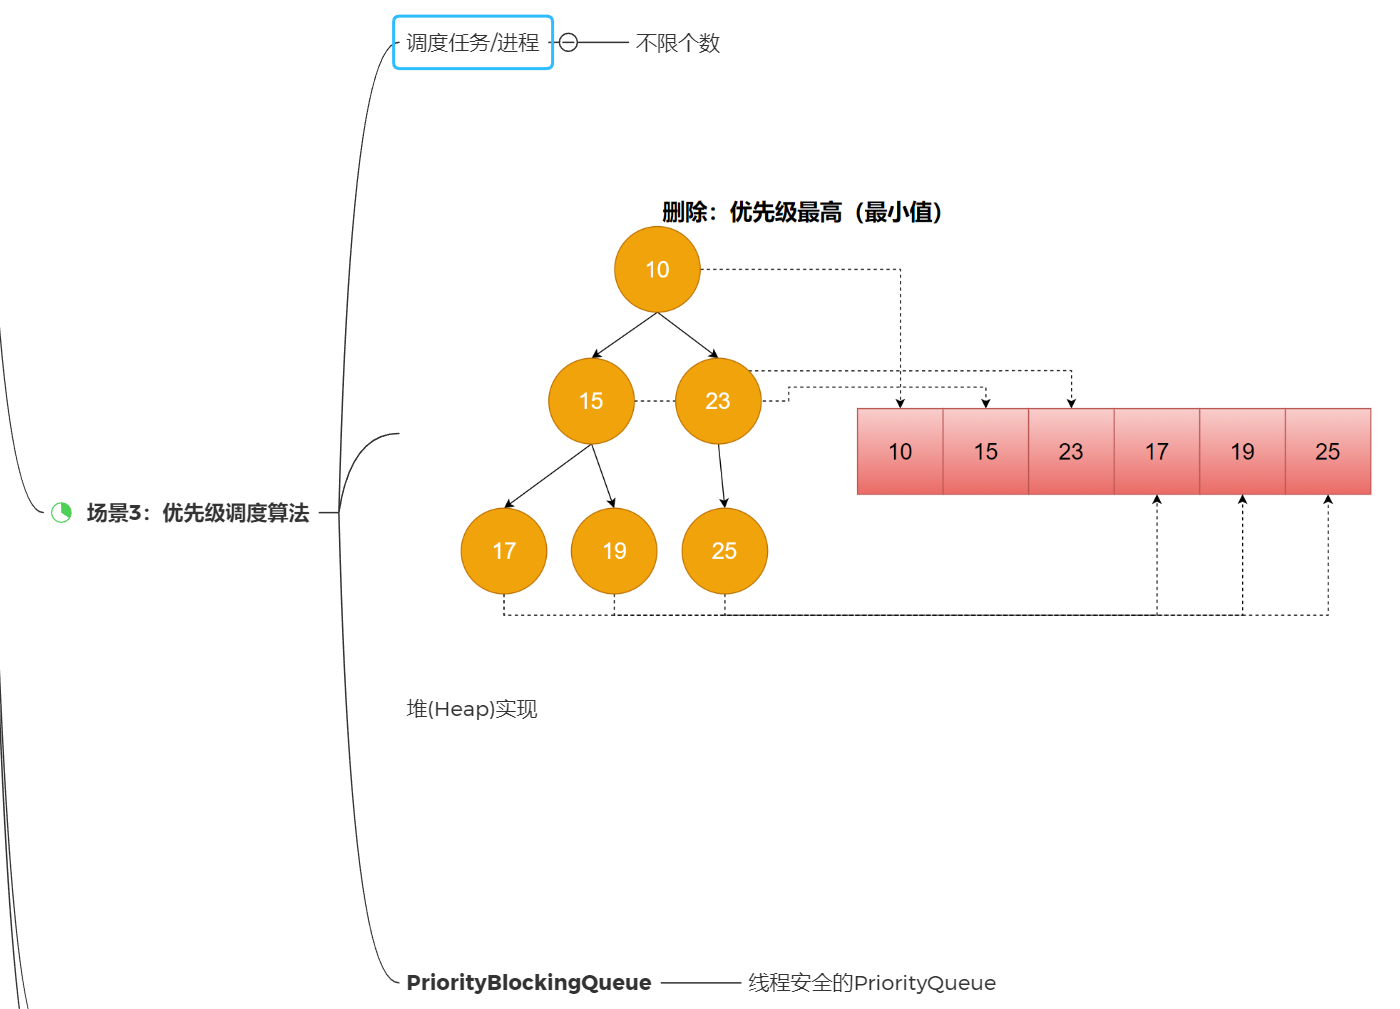 调度任务/进程
不限个数
删除：优先级最高（最小值）
10
15
23
10
15
23
17
19
25
场景3：优先级调度算法
17
19
25
堆(Heap)实现
PriorityBlockingQueue
线程安全的PriorityQueue